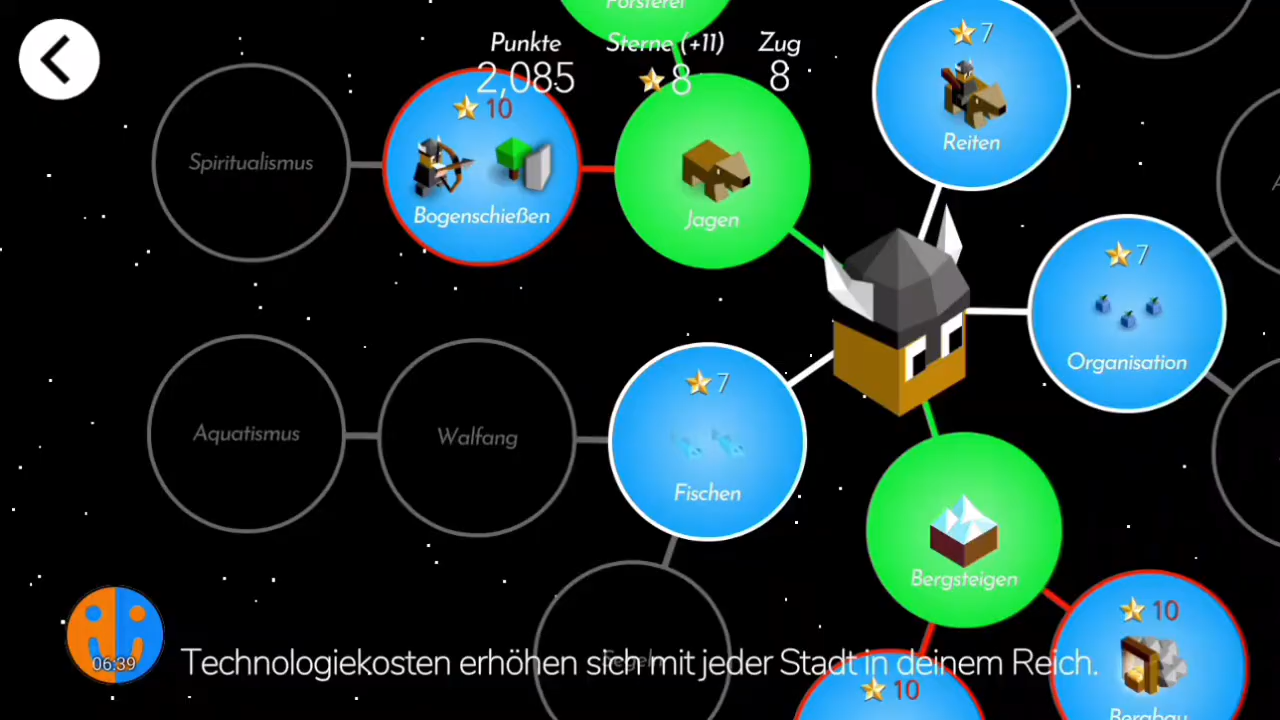 Försterei
Punkte
Sterne (+11)
Zug
2,085
8
8
7
Reiten
10
Bogenschießen
Jagen
Spiritualismus
7
Organisation
7
Fischen
Walfang
Aquatismus
Bergsteigen
10
Bergbau
10
06:39
Technologiekosten erhöhen sich mit jeder Stadt in deinem Reich.